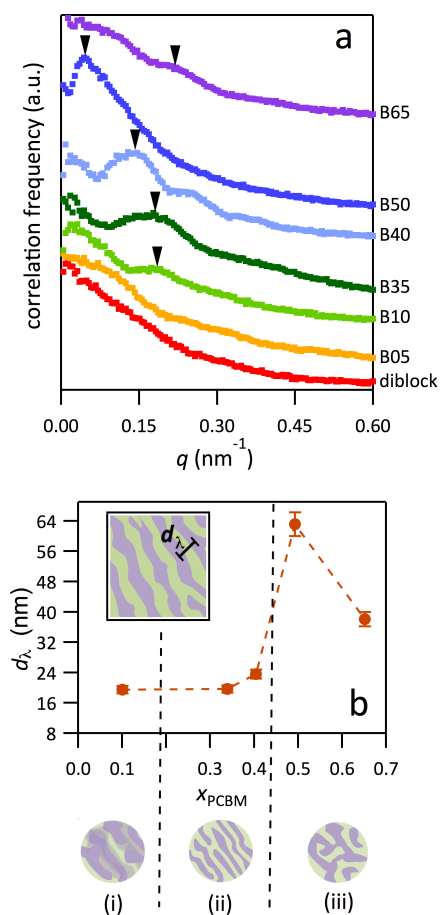 a
correlation frequency (a.u.)
B65
B50
B40
B35
B10
B05
diblock
0.00 0.15 0.30 0.45 0.60
q (nm⁻¹)
64
56
48
40
32
24
16
8
dλ (nm)
dλ
b
0.0 0.1 0.3 0.4 0.5 0.6 0.7
xPCBM
(i) (ii) (iii)